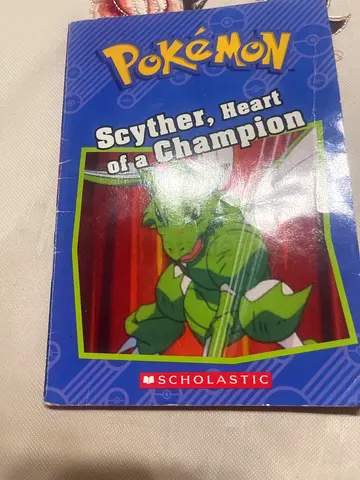 POKéMON
Scyther, Heart
of a Champion
SCHOLASTIC